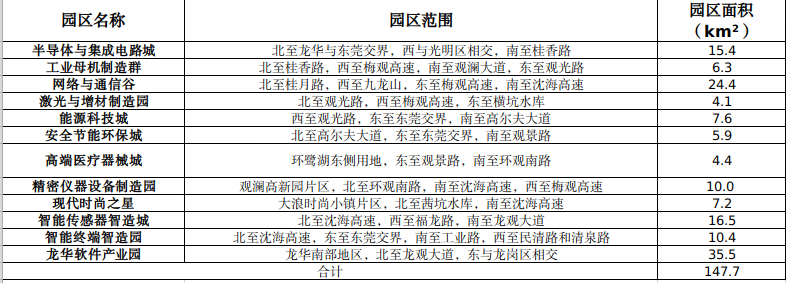 园区名称 园区范围 园区面积
（km²）
半导体与集成电路城 北至龙华与东莞交界，西与光明区相交，南至桂香路 15.4
工业母机制造群 北至桂香路，西至梅观高速，南至观澜大道，东至观光路 6.3
网络与通信谷 北至桂月路，西至九龙山，东至梅观高速，南至沈海高速 24.4
激光与增材制造园 北至观光路，西至梅观高速，东至横坑水库 4.1
能源科技城 西至观光路，东至东莞交界，南至高尔夫大道 7.6
安全节能环保城 北至高尔夫大道，东至东莞交界，南至观景路 5.9
高端医疗器械城 环鹭湖东侧用地，东至观景路，南至环观南路 4.4
精密仪器设备制造园 观澜高新园片区，北至环观南路，南至沈海高速，西至梅观高速 10.0
现代时尚之星 大浪时尚小镇片区，北至茜坑水库，南至沈海高速 7.2
智能传感器智造城 北至沈海高速，西至福龙路，南至龙观大道 16.5
智能终端智造园 北至沈海高速，东至东莞交界，南至工业路，西至民清路和清泉路 10.4
龙华软件产业园 龙华南部地区，北至龙观大道，东与龙岗区相交 35.5
合计 147.7